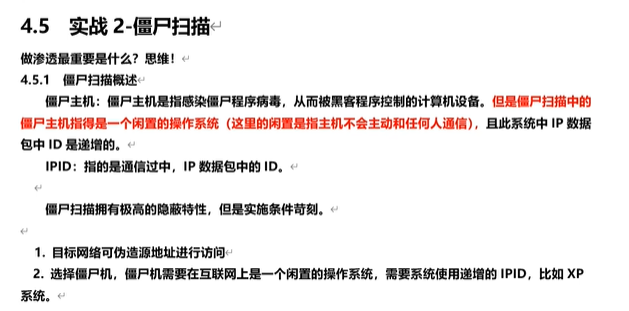 4.5 实战 2-僵尸扫描
做渗透最重要是什么？思维！
4.5.1 僵尸扫描概述
僵尸主机：僵尸主机是指感染僵尸程序病毒，从而被黑客程序控制的计算机设备。但是僵尸扫描中的
僵尸主机指得是一个闲置的操作系统（这里的闲置是指主机不会主动和任何人通信），且此系统中 IP 数据
包中 ID 是递增的。
IPID：指的是通信过中，IP 数据包中的 ID。
僵尸扫描拥有极高的隐蔽特性，但是实施条件苛刻。
1. 目标网络可伪造源地址进行访问
2. 选择僵尸机，僵尸机需要在互联网上是一个闲置的操作系统，需要系统使用递增的 IPID，比如 XP
系统。